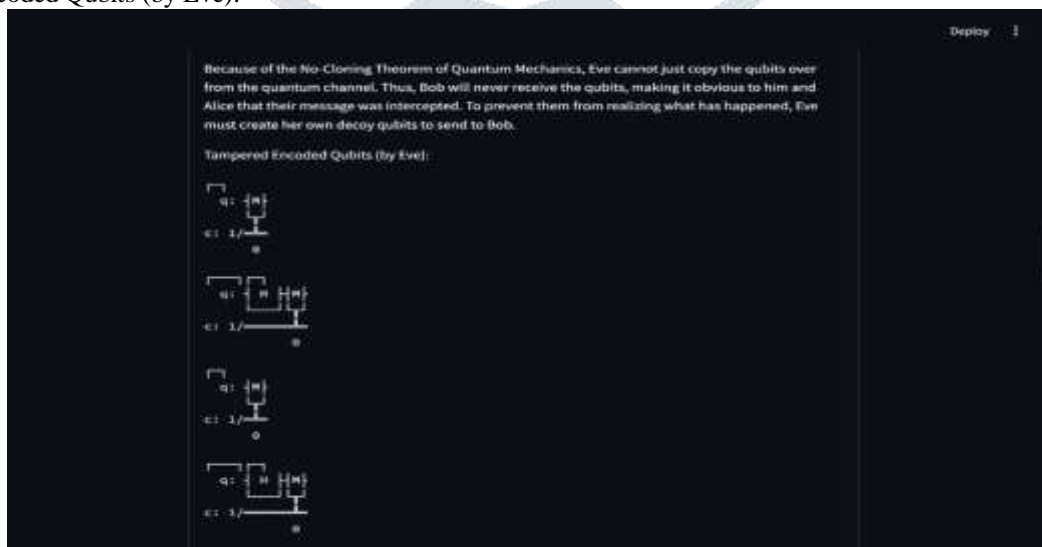 coded Qubits (by Eve).
Deploy
Because of the No-Cloning Theorem of Quantum Mechanics, Eve cannot just copy the qubits over
from the quantum channel. Thus, Bob will never receive the qubits, making it obvious to him and
Alice that their message was intercepted. To prevent them from realizing what has happened, Eve
must create her own decoy qubits to send to Bob.
Tampered Encoded Qubits (by Eve):
q: M
c: 1/
0
q: H M
c: 1/
0
q: M
c: 1/
0
q: H M
c: 1/
0